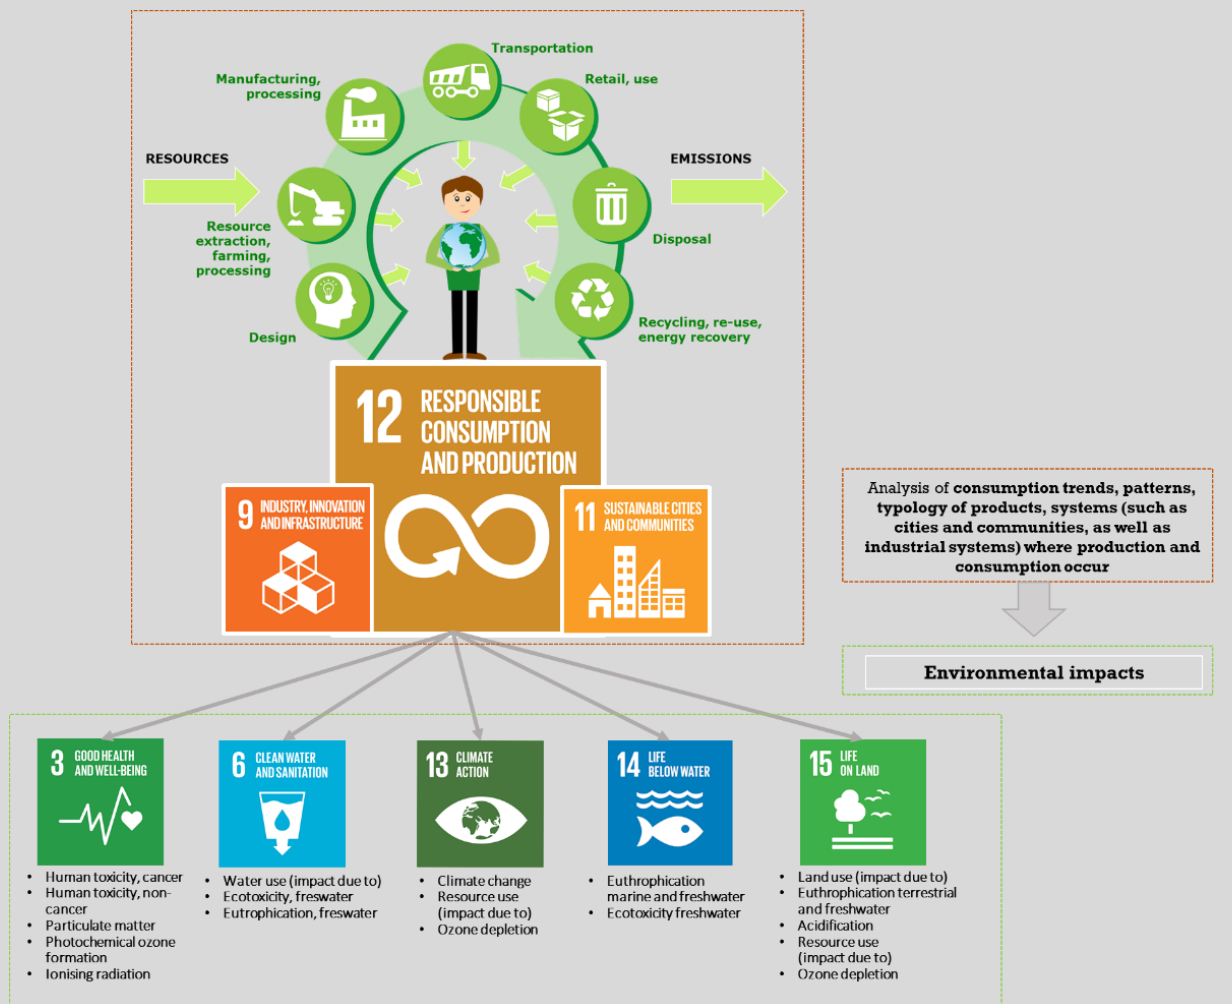 Transportation
Manufacturing,
processing
Retail, use
RESOURCES
EMISSIONS
Resource
extraction,
farming,
processing
Disposal
Design
Recycling, re-use,
energy recovery
12 RESPONSIBLE
CONSUMPTION
AND PRODUCTION
9 INDUSTRY, INNOVATION
AND INFRASTRUCTURE
11 SUSTAINABLE CITIES
AND COMMUNITIES
Analysis of consumption trends, patterns,
typology of products, systems (such as
cities and communities, as well as
industrial systems) where production and
consumption occur
Environmental impacts
3 GOOD HEALTH
AND WELL-BEING
• Human toxicity, cancer
• Human toxicity, non-
cancer
• Particulate matter
• Photochemical ozone
formation
• Ionising radiation
6 CLEAN WATER
AND SANITATION
• Water use (impact due to)
• Ecotoxicity, freswater
• Eutrophication, freswater
13 CLIMATE
ACTION
• Climate change
• Resource use
(impact due to)
• Ozone depletion
14 LIFE
BELOW WATER
• Euthrophication
marine and freshwater
• Ecotoxicity freshwater
15 LIFE
ON LAND
• Land use (impact due to)
• Euthrophication terrestrial
and freshwater
• Acidification
• Resource use
(impact due to)
• Ozone depletion